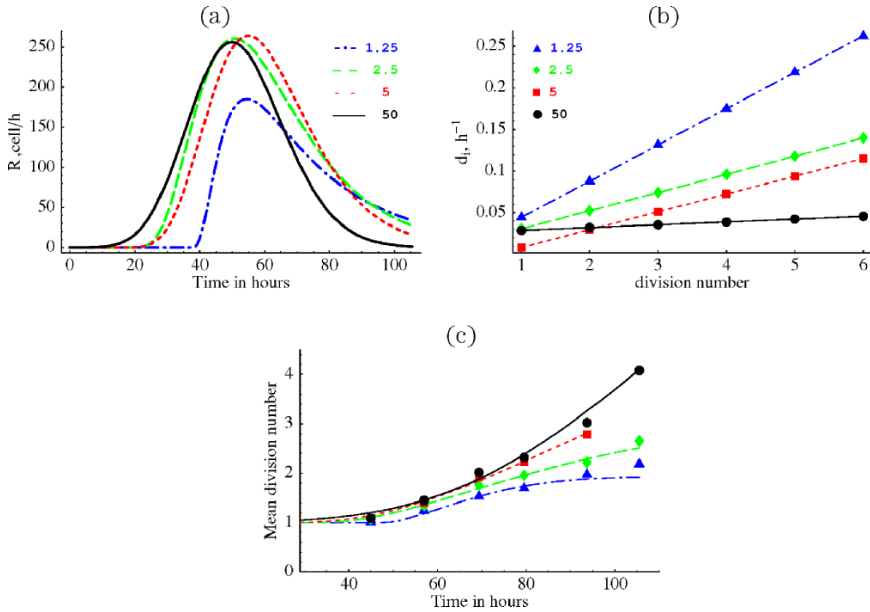 (a)
R ,cell/h
250
200
150
100
50
0
0 20 40 60 80 100
Time in hours
1.25
2.5
5
50
(b)
d_i, h^-1
0.25
0.2
0.15
0.1
0.05
1 2 3 4 5 6
division number
1.25
2.5
5
50
(c)
Mean division number
4
3
2
1
0
40 60 80 100
Time in hours